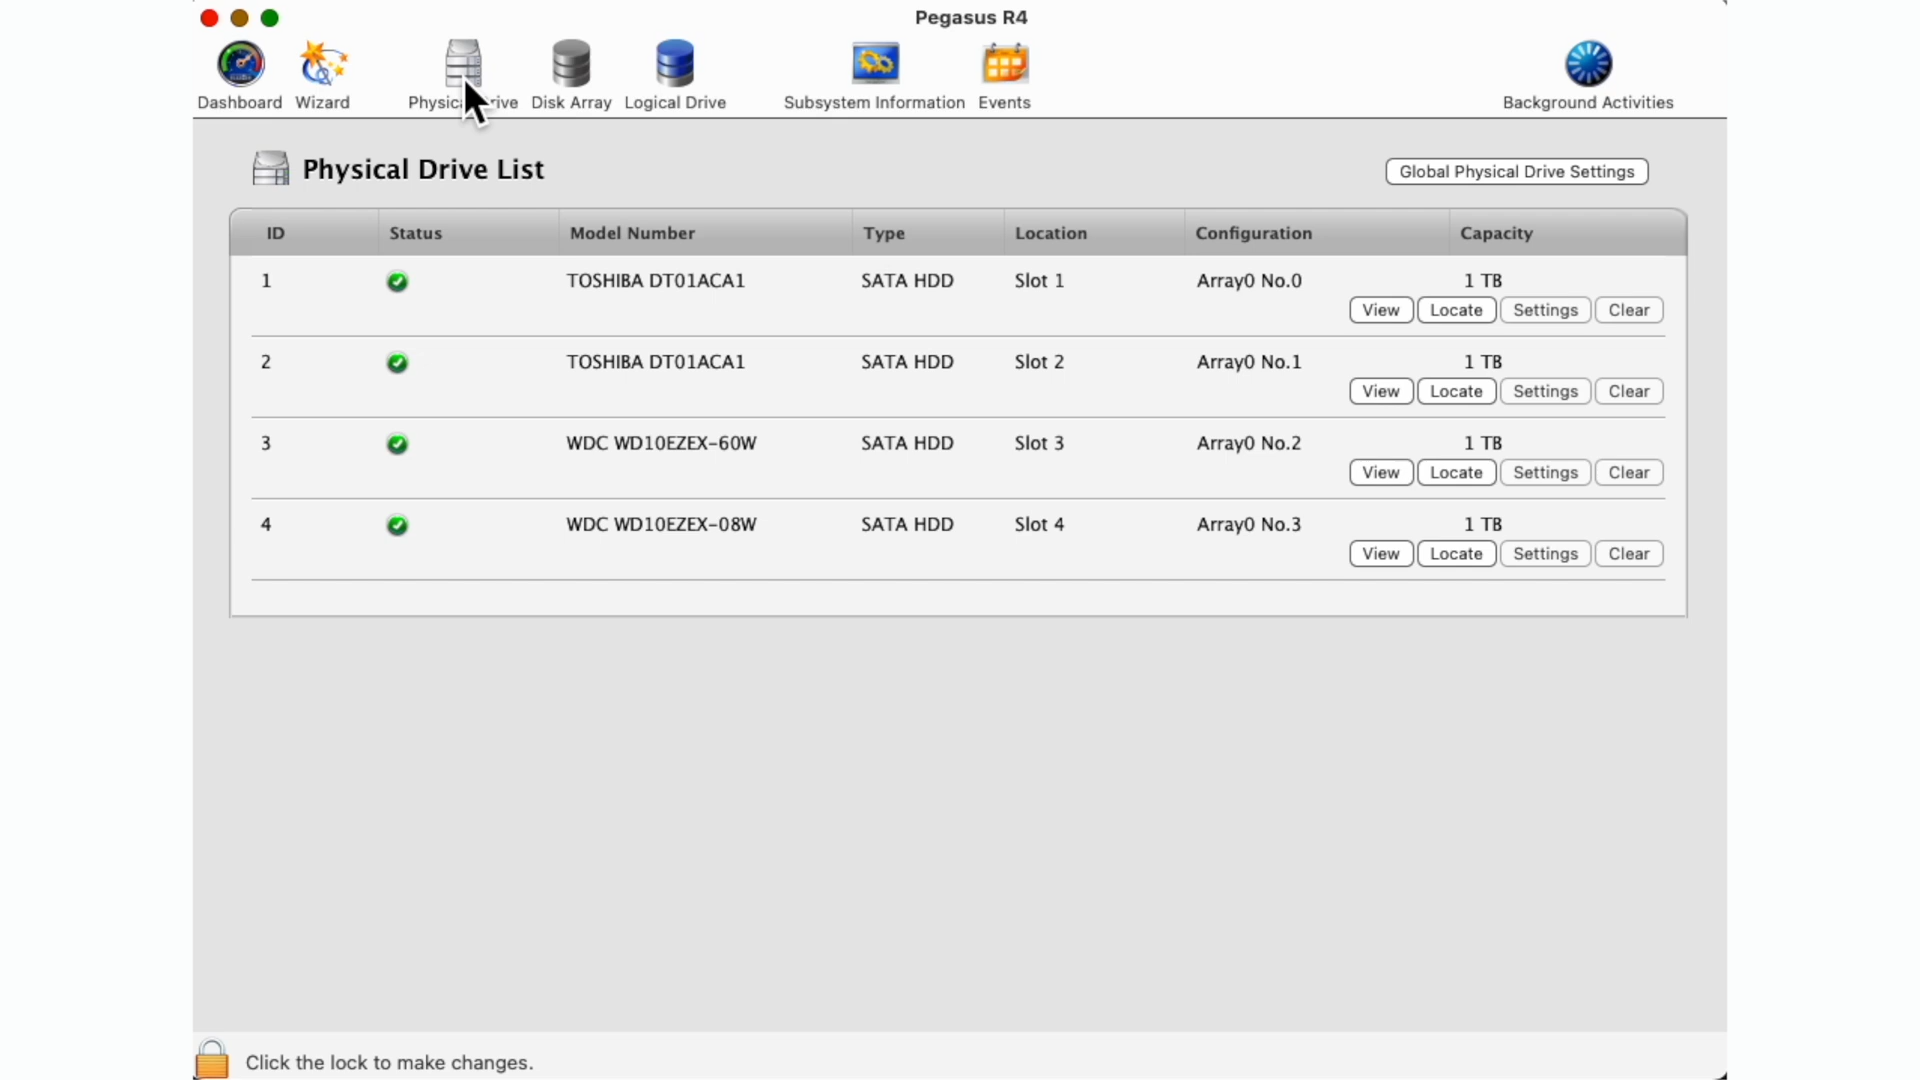 Pegasus R4
Dashboard Wizard Physic rive Disk Array Logical Drive Subsystem Information Events Background Activities
Physical Drive List
Global Physical Drive Settings
ID Status Model Number Type Location Configuration Capacity
1 TOSHIBA DT01ACA1 SATA HDD Slot 1 Array0 No.0 1 TB
View Locate Settings Clear
2 TOSHIBA DT01ACA1 SATA HDD Slot 2 Array0 No.1 1 TB
View Locate Settings Clear
3 WDC WD10EZEX-60W SATA HDD Slot 3 Array0 No.2 1 TB
View Locate Settings Clear
4 WDC WD10EZEX-08W SATA HDD Slot 4 Array0 No.3 1 TB
View Locate Settings Clear
Click the lock to make changes.